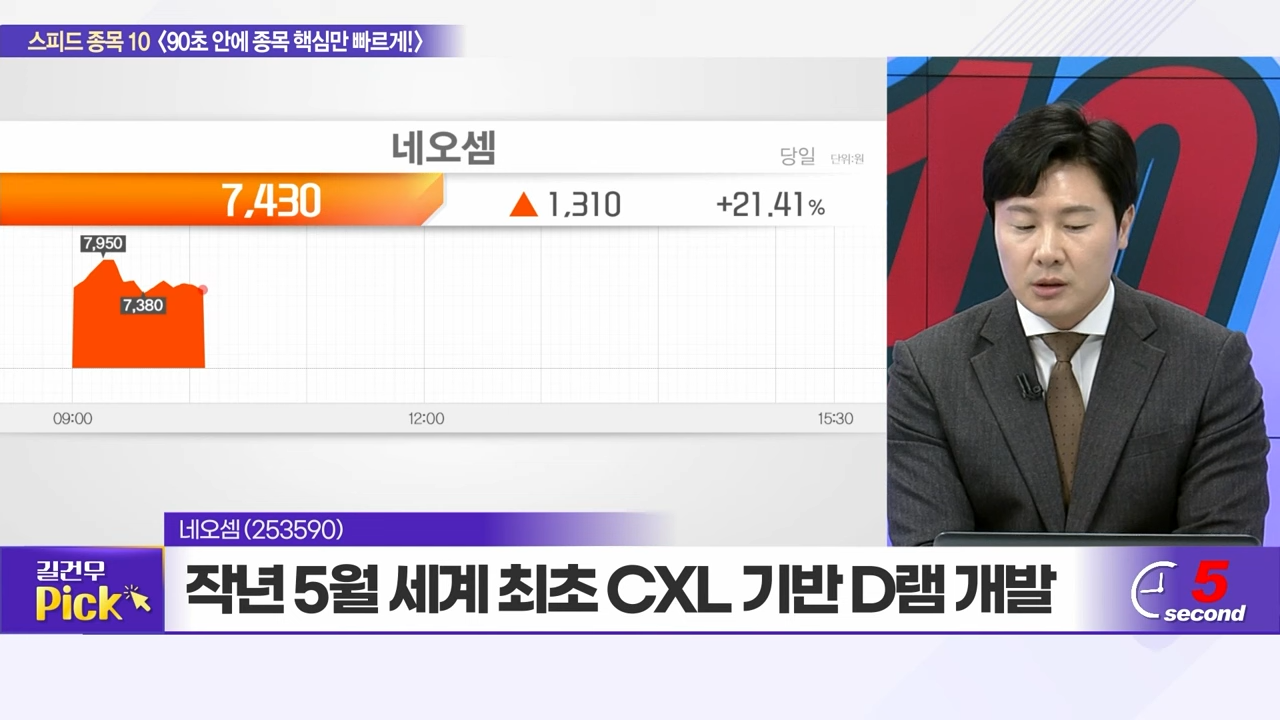 스피드 종목 10 〈90초 안에 종목 핵심만 빠르게!〉
네오셈
당일 단위:원
7,430 ▲ 1,310 +21.41%
7,950
7,380
09:00 12:00 15:30
10
네오셈(253590)
길건무
Pick
작년 5월 세계 최초 CXL 기반 D램 개발
5
second